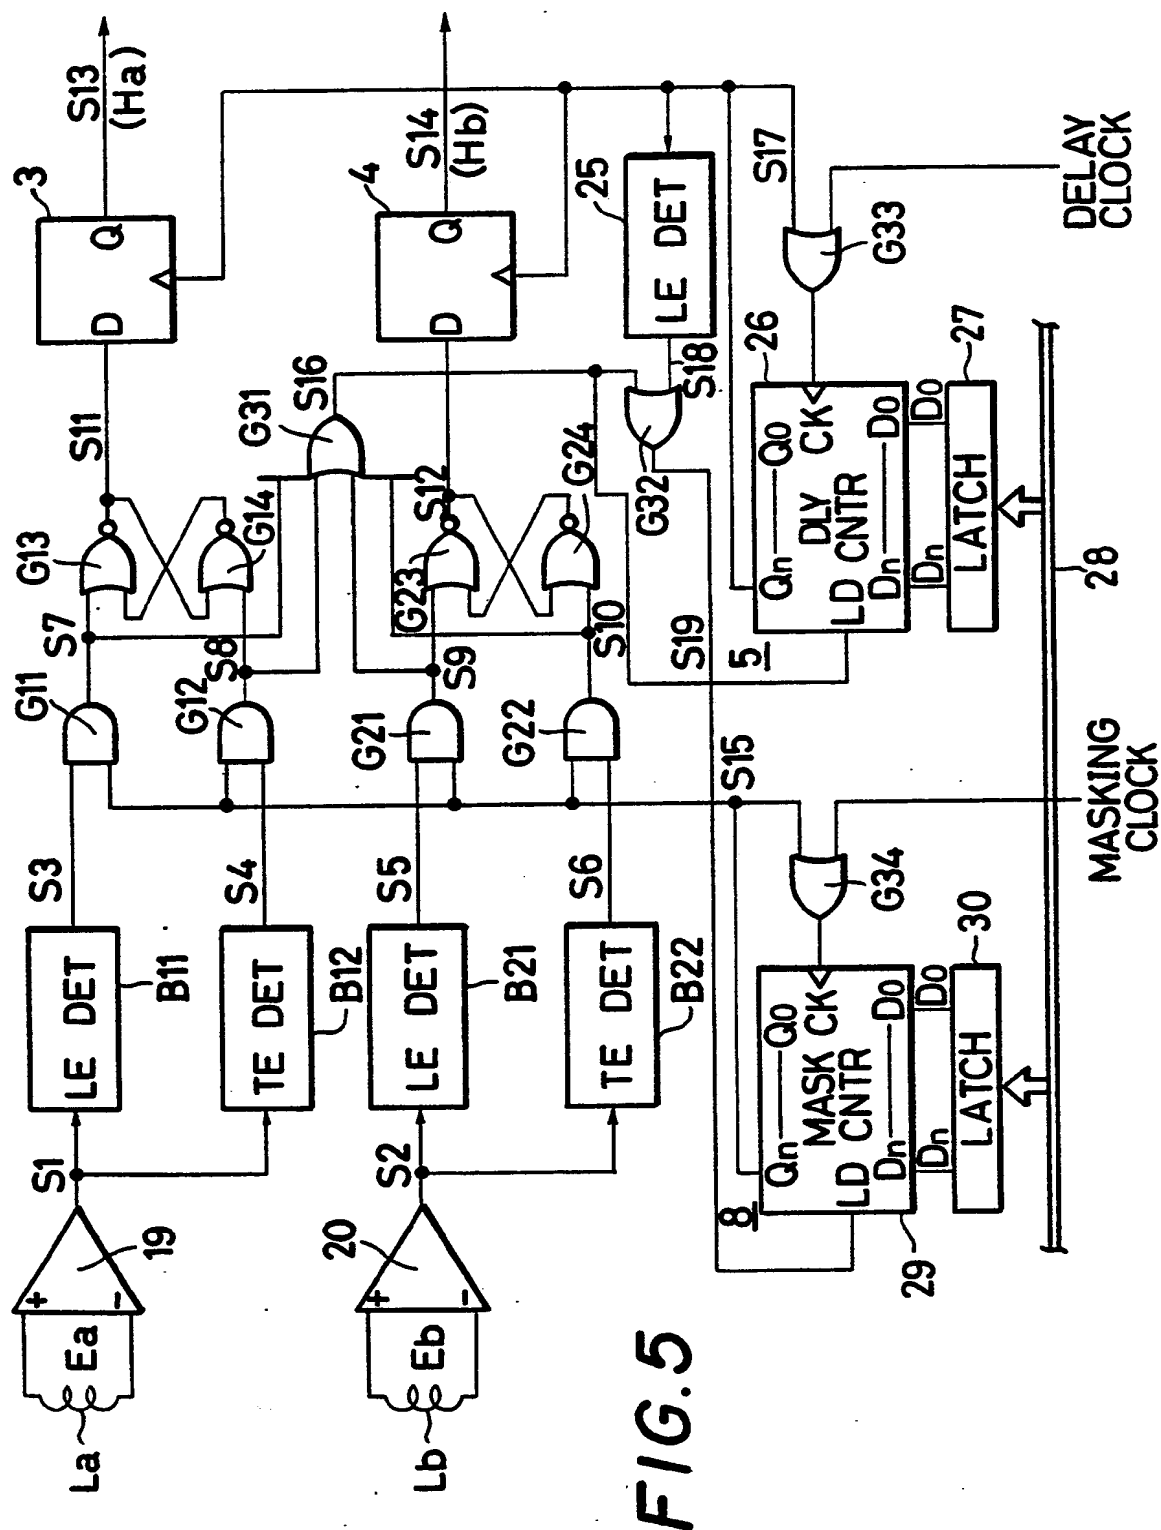 La
Ea
+
−
19
S1
LE DET
B11
S3
G11
S7
G13
S11
D
Q
3
S13
(Ha)
TE DET
B12
S4
G12
S8
G14
G31
S16
Lb
Eb
+
−
20
S2
LE DET
B21
S5
G21
S9
G23
S12
D
Q
4
S14
(Hb)
TE DET
B22
S6
G22
S10
G24
G32
S18
LE DET
25
S15
S19
S17
8
Qn
Q0
MASK
CNTR
CK
LD
Dn
D0
29
Dn
D0
LATCH
30
G34
MASKING
CLOCK
5
Qn
Q0
DLY
CNTR
CK
LD
Dn
D0
26
Dn
D0
LATCH
27
G33
DELAY
CLOCK
28
FIG.5